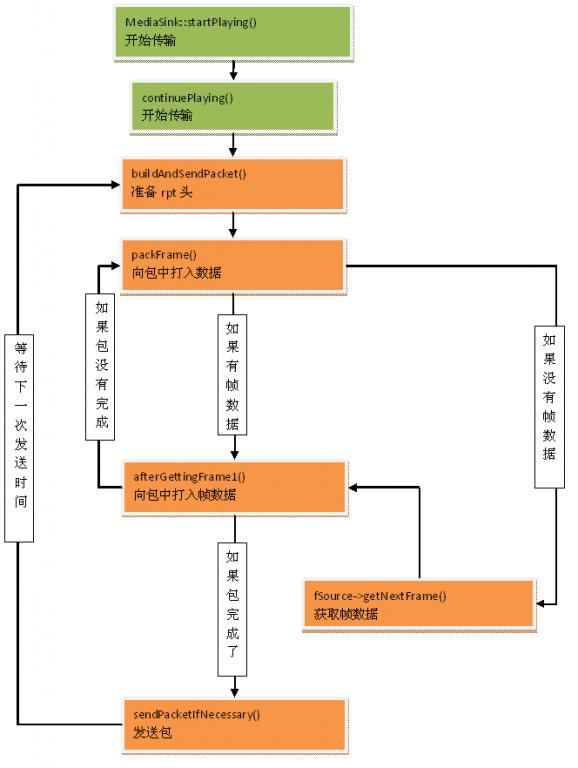 MediaSink::startPlaying()
开始传输
continuePlaying()
开始传输
buildAndSendPacket()
准备 rpt 头
packFrame()
向包中打入数据
如果包没有完成
如果有帧数据
如果没有帧数据
等待下一次发送时间
afterGettingFrame1()
向包中打入帧数据
如果包完成了
fSource->getNextFrame()
获取帧数据
sendPacketIfNecessary()
发送包